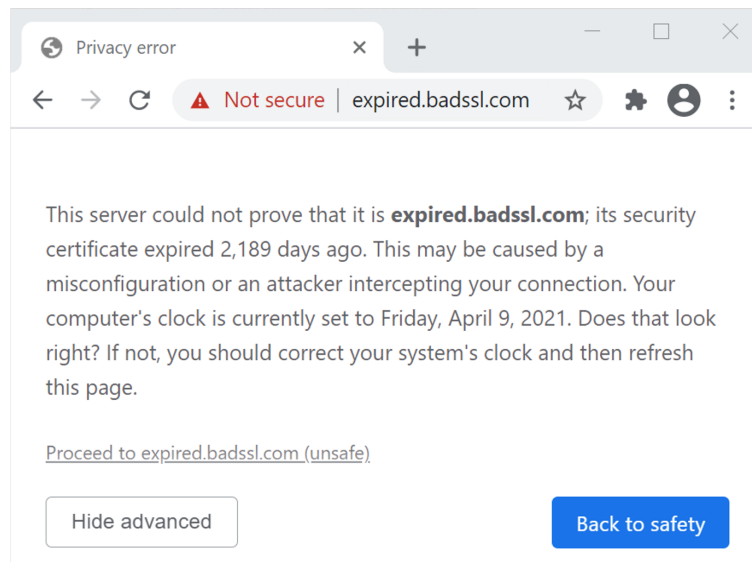 Privacy error
Not secure | expired.badssl.com
This server could not prove that it is expired.badssl.com; its security
certificate expired 2,189 days ago. This may be caused by a
misconfiguration or an attacker intercepting your connection. Your
computer's clock is currently set to Friday, April 9, 2021. Does that look
right? If not, you should correct your system's clock and then refresh
this page.
Proceed to expired.badssl.com (unsafe)
Hide advanced
Back to safety